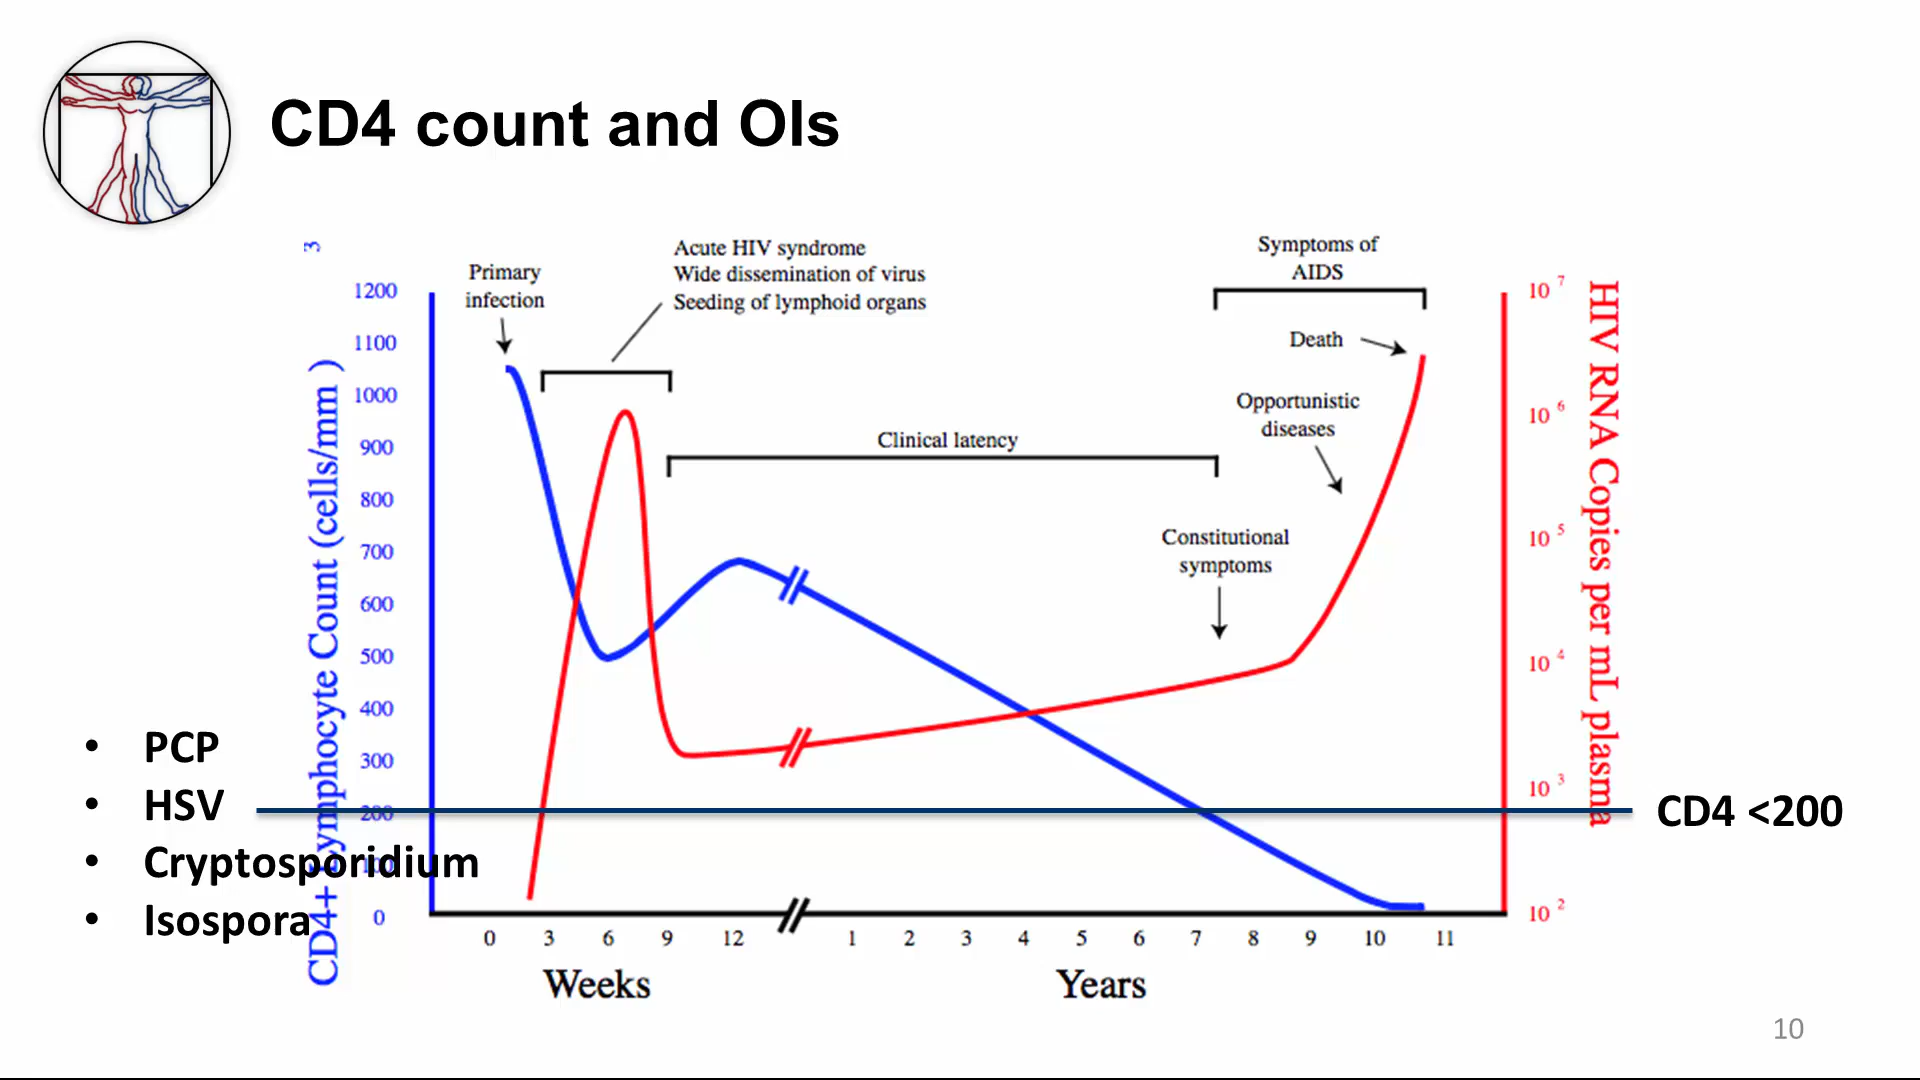 CD4 count and OIs
3
CD4+ Lymphocyte Count (cells/mm )
1200
1100
1000
900
800
700
600
500
400
300
200
100
0
Primary
infection
Acute HIV syndrome
Wide dissemination of virus
Seeding of lymphoid organs
Clinical latency
Symptoms of
AIDS
Death
Opportunistic
diseases
Constitutional
symptoms
10 7
10 6
10 5
10 4
10 3
10 2
HIV RNA Copies per mL plasma
• PCP
• HSV
• Cryptosporidium
• Isospora
CD4 <200
0 3 6 9 12 1 2 3 4 5 6 7 8 9 10 11
Weeks Years
10